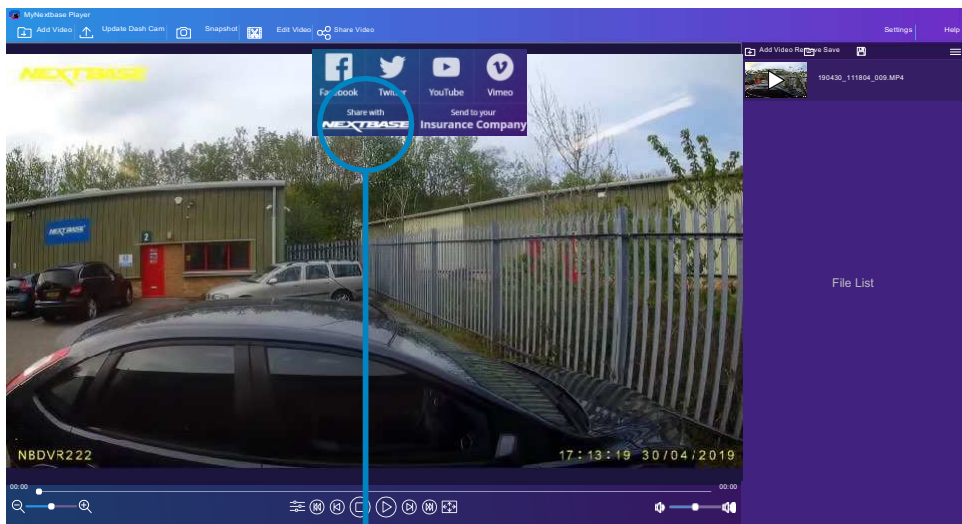 MyNextbase Player
Add Video Update Dash Cam Snapshot Edit Video Share Video Settings Help
Add Video Remove Save
NEXTBASE
Facebook Twitter YouTube Vimeo
Share with
NEXTBASE
Send to your
Insurance Company
190430_111804_009.MP4
NEXTBASE
2
File List
NBDVR222
17:13:19 30/04/2019
00:00
00:00